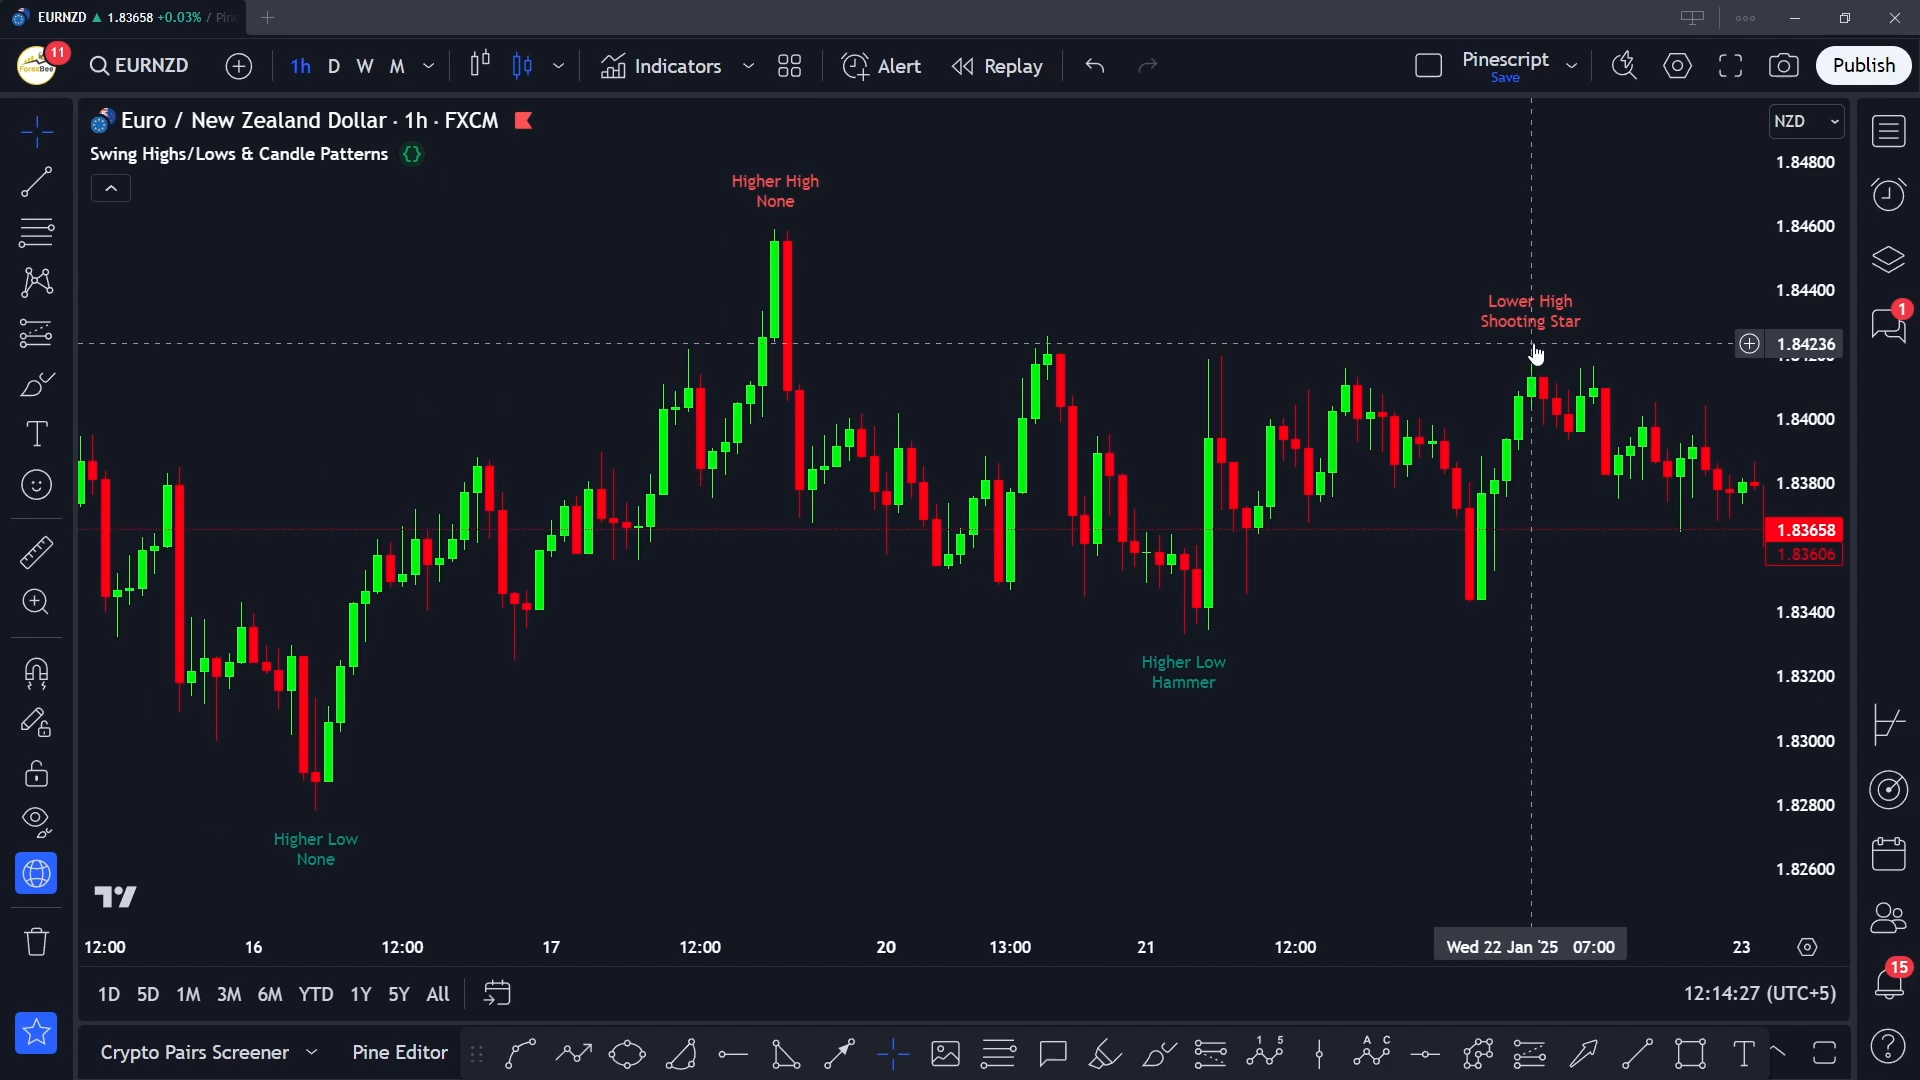 EURNZD ▲ 1.83658 +0.03% / Pin
11
EURNZD
1h
D
W
M
Indicators
Alert
Replay
Pinescript
Save
Publish
Euro / New Zealand Dollar · 1h · FXCM
Swing Highs/Lows & Candle Patterns
NZD
1.84800
Higher High
None
1.84600
1.84400
Lower High
Shooting Star
1
1.84236
1.84000
1.83800
1.83658
1.83606
1.83400
Higher Low
Hammer
1.83200
1.83000
1.82800
Higher Low
None
1.82600
12:00
16
12:00
17
12:00
20
13:00
21
12:00
Wed 22 Jan '25 07:00
23
15
1D
5D
1M
3M
6M
YTD
1Y
5Y
All
12:14:27 (UTC+5)
Crypto Pairs Screener
Pine Editor